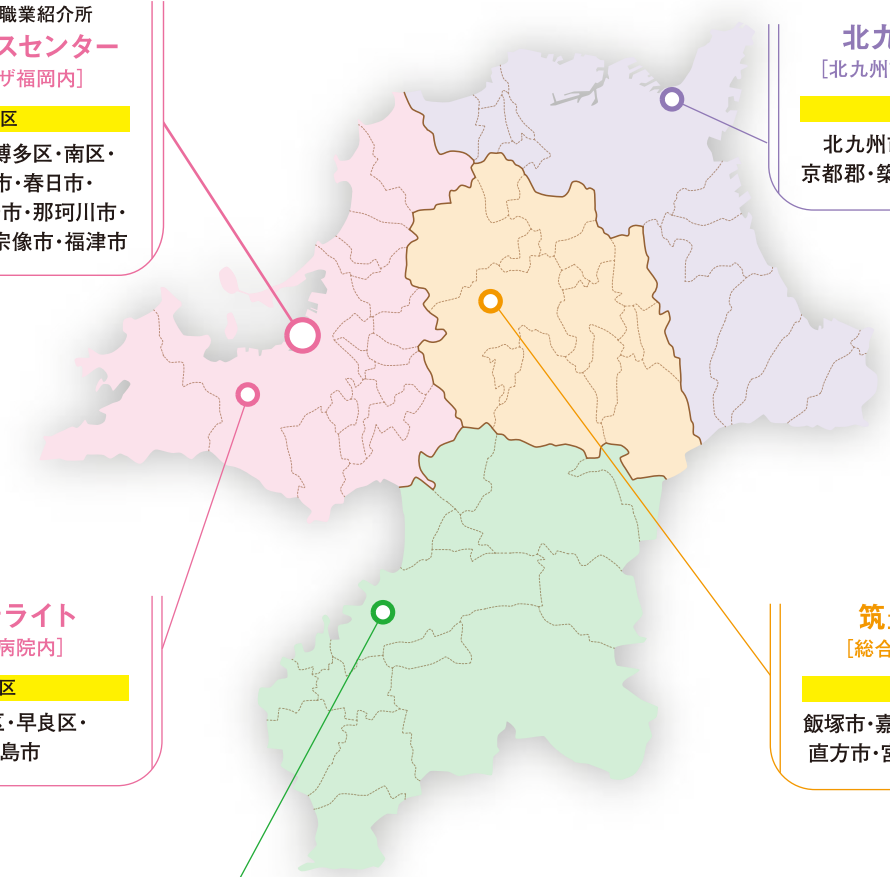 職業紹介所
スセンター
ザ福岡内]
区
博多区・南区・
市・春日市・
市・那珂川市・
宗像市・福津市
北九
[北九州
北九州市
京都郡・築
ライト
病院内]
区
区・早良区・
島市
筑
[総合
飯塚市・嘉
直方市・宮